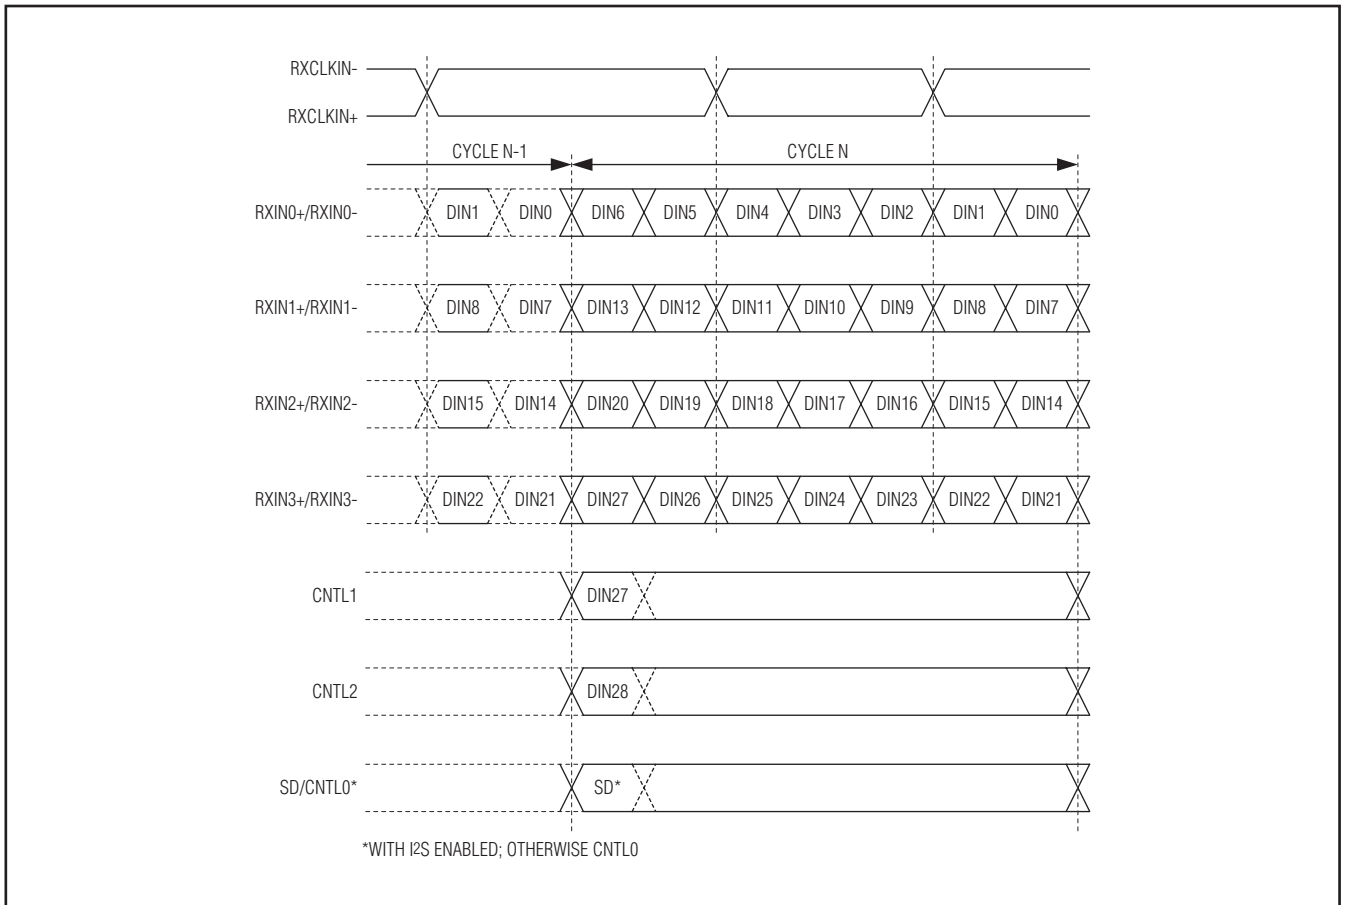 RXCLKIN-
RXCLKIN+
CYCLE N-1 CYCLE N
RXIN0+/RXIN0- DIN1 DIN0 DIN6 DIN5 DIN4 DIN3 DIN2 DIN1 DIN0
RXIN1+/RXIN1- DIN8 DIN7 DIN13 DIN12 DIN11 DIN10 DIN9 DIN8 DIN7
RXIN2+/RXIN2- DIN15 DIN14 DIN20 DIN19 DIN18 DIN17 DIN16 DIN15 DIN14
RXIN3+/RXIN3- DIN22 DIN21 DIN27 DIN26 DIN25 DIN24 DIN23 DIN22 DIN21
CNTL1 DIN27
CNTL2 DIN28
SD/CNTL0* SD*
*WITH I2S ENABLED; OTHERWISE CNTL0